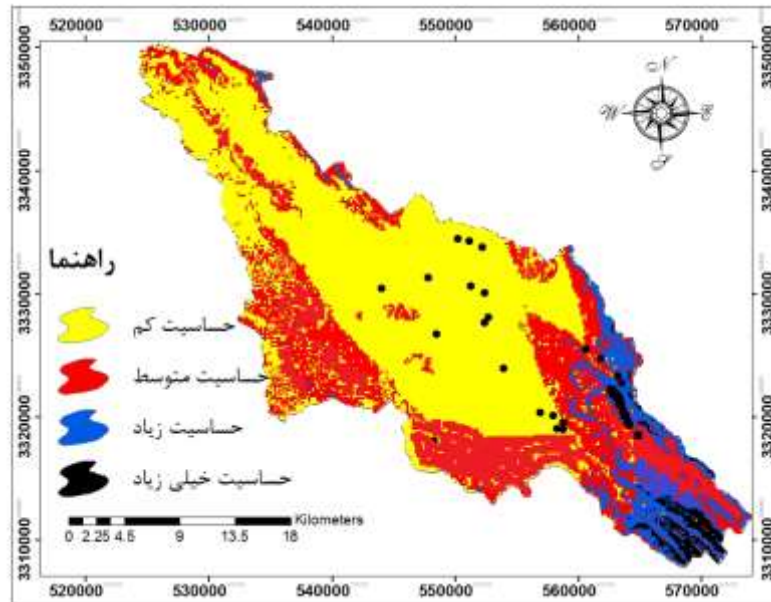 520000 530000 540000 550000 560000 570000
3350000 3350000
3340000 3340000
3330000 3330000
3320000 3320000
3310000 3310000
N
W E
S
راهنما
حساسیت کم
حساسیت متوسط
حساسیت زیاد
حساسیت خیلی زیاد
Kilometers
0 2.25 4.5 9 13.5 18
520000 530000 540000 550000 560000 570000